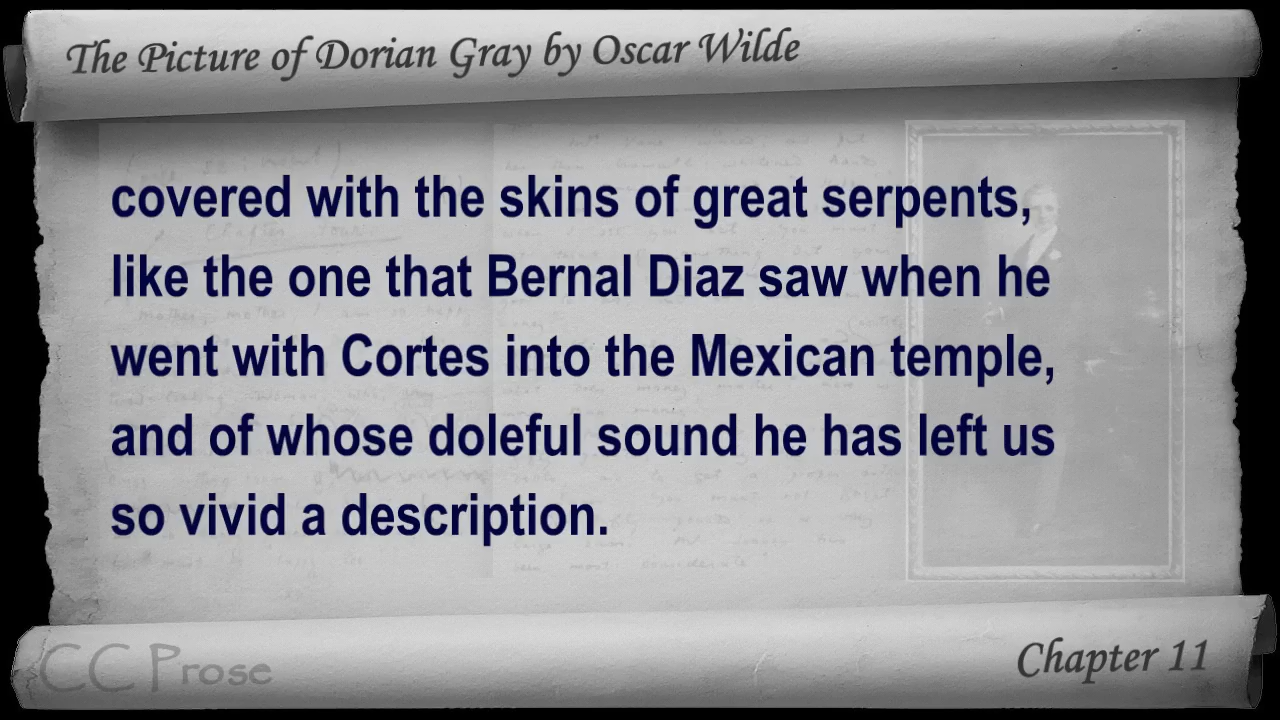 The Picture of Dorian Gray by Oscar Wilde
covered with the skins of great serpents,
like the one that Bernal Diaz saw when he
went with Cortes into the Mexican temple,
and of whose doleful sound he has left us
so vivid a description.
CC Prose
Chapter 11